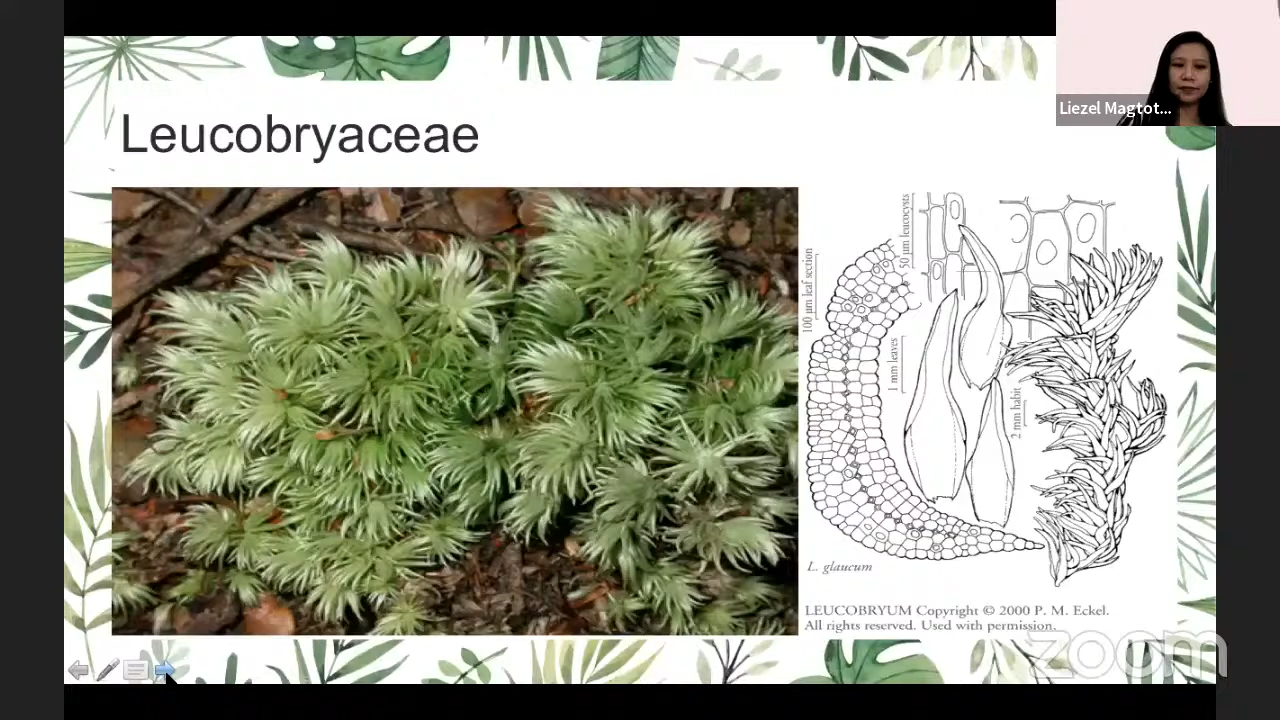 Leucobryaceae
Liezel Magtot...
50 µm leucocysts
100 µm leaf section
1 mm leaves
2 mm habit
L. glaucum
LEUCOBRYUM Copyright © 2000 P. M. Eckel.
All rights reserved. Used with permission.
zoom